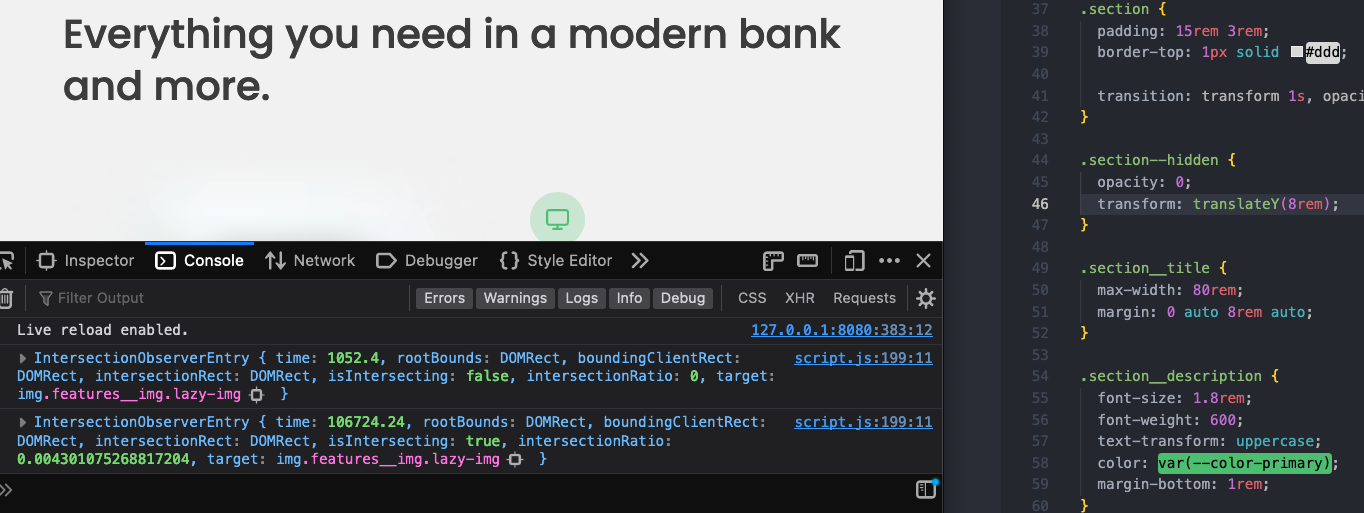 Everything you need in a modern bank
and more.
Inspector Console Network Debugger Style Editor
Filter Output Errors Warnings Logs Info Debug CSS XHR Requests
Live reload enabled. 127.0.0.1:8080:383:12
IntersectionObserverEntry { time: 1052.4, rootBounds: DOMRect, boundingClientRect: script.js:199:11
DOMRect, intersectionRect: DOMRect, isIntersecting: false, intersectionRatio: 0, target:
img.features__img.lazy-img }
IntersectionObserverEntry { time: 106724.24, rootBounds: DOMRect, boundingClientRect: script.js:199:11
DOMRect, intersectionRect: DOMRect, isIntersecting: true, intersectionRatio:
0.004301075268817204, target: img.features__img.lazy-img }
37 .section {
38 padding: 15rem 3rem;
39 border-top: 1px solid #ddd;
40
41 transition: transform 1s, opaci
42 }
43
44 .section--hidden {
45 opacity: 0;
46 transform: translateY(8rem);
47 }
48
49 .section__title {
50 max-width: 80rem;
51 margin: 0 auto 8rem auto;
52 }
53
54 .section__description {
55 font-size: 1.8rem;
56 font-weight: 600;
57 text-transform: uppercase;
58 color: var(--color-primary);
59 margin-bottom: 1rem;
60 }